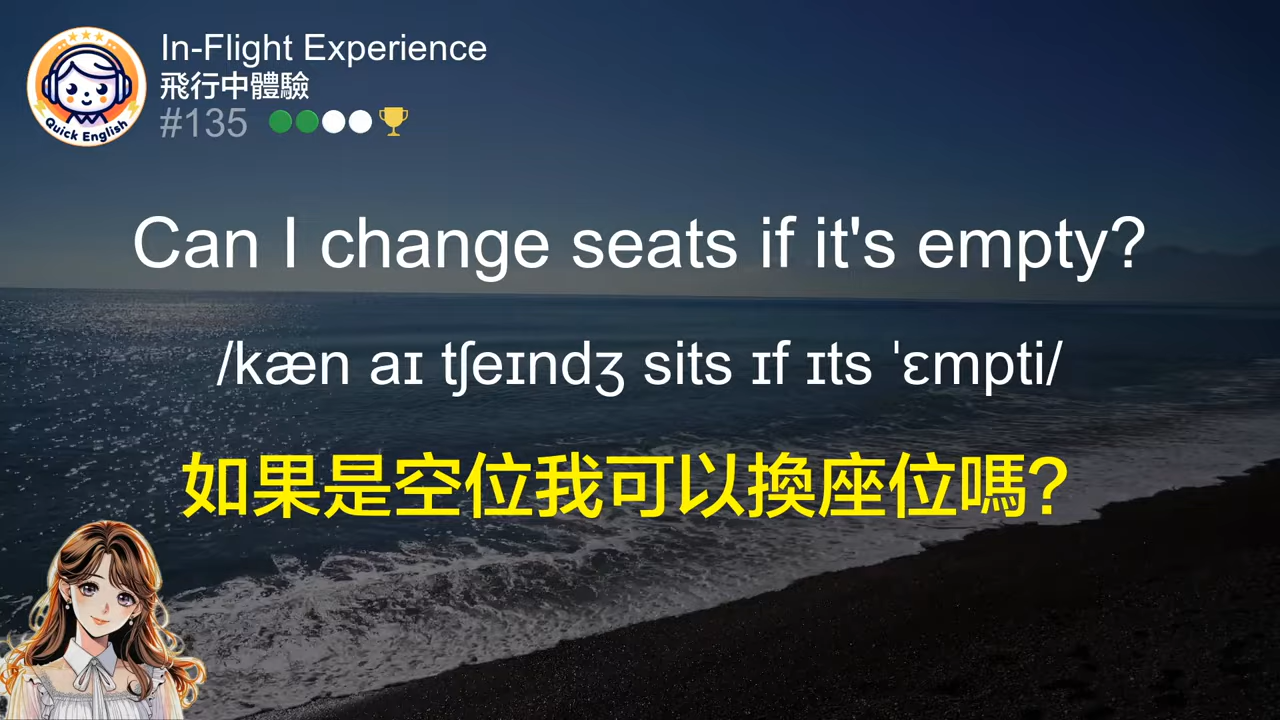 In-Flight Experience
飛行中體驗
#135
Quick English
Can I change seats if it's empty?
/kæn aɪ tʃeɪndʒ sits ɪf ɪts ˈɛmpti/
如果是空位我可以換座位嗎?